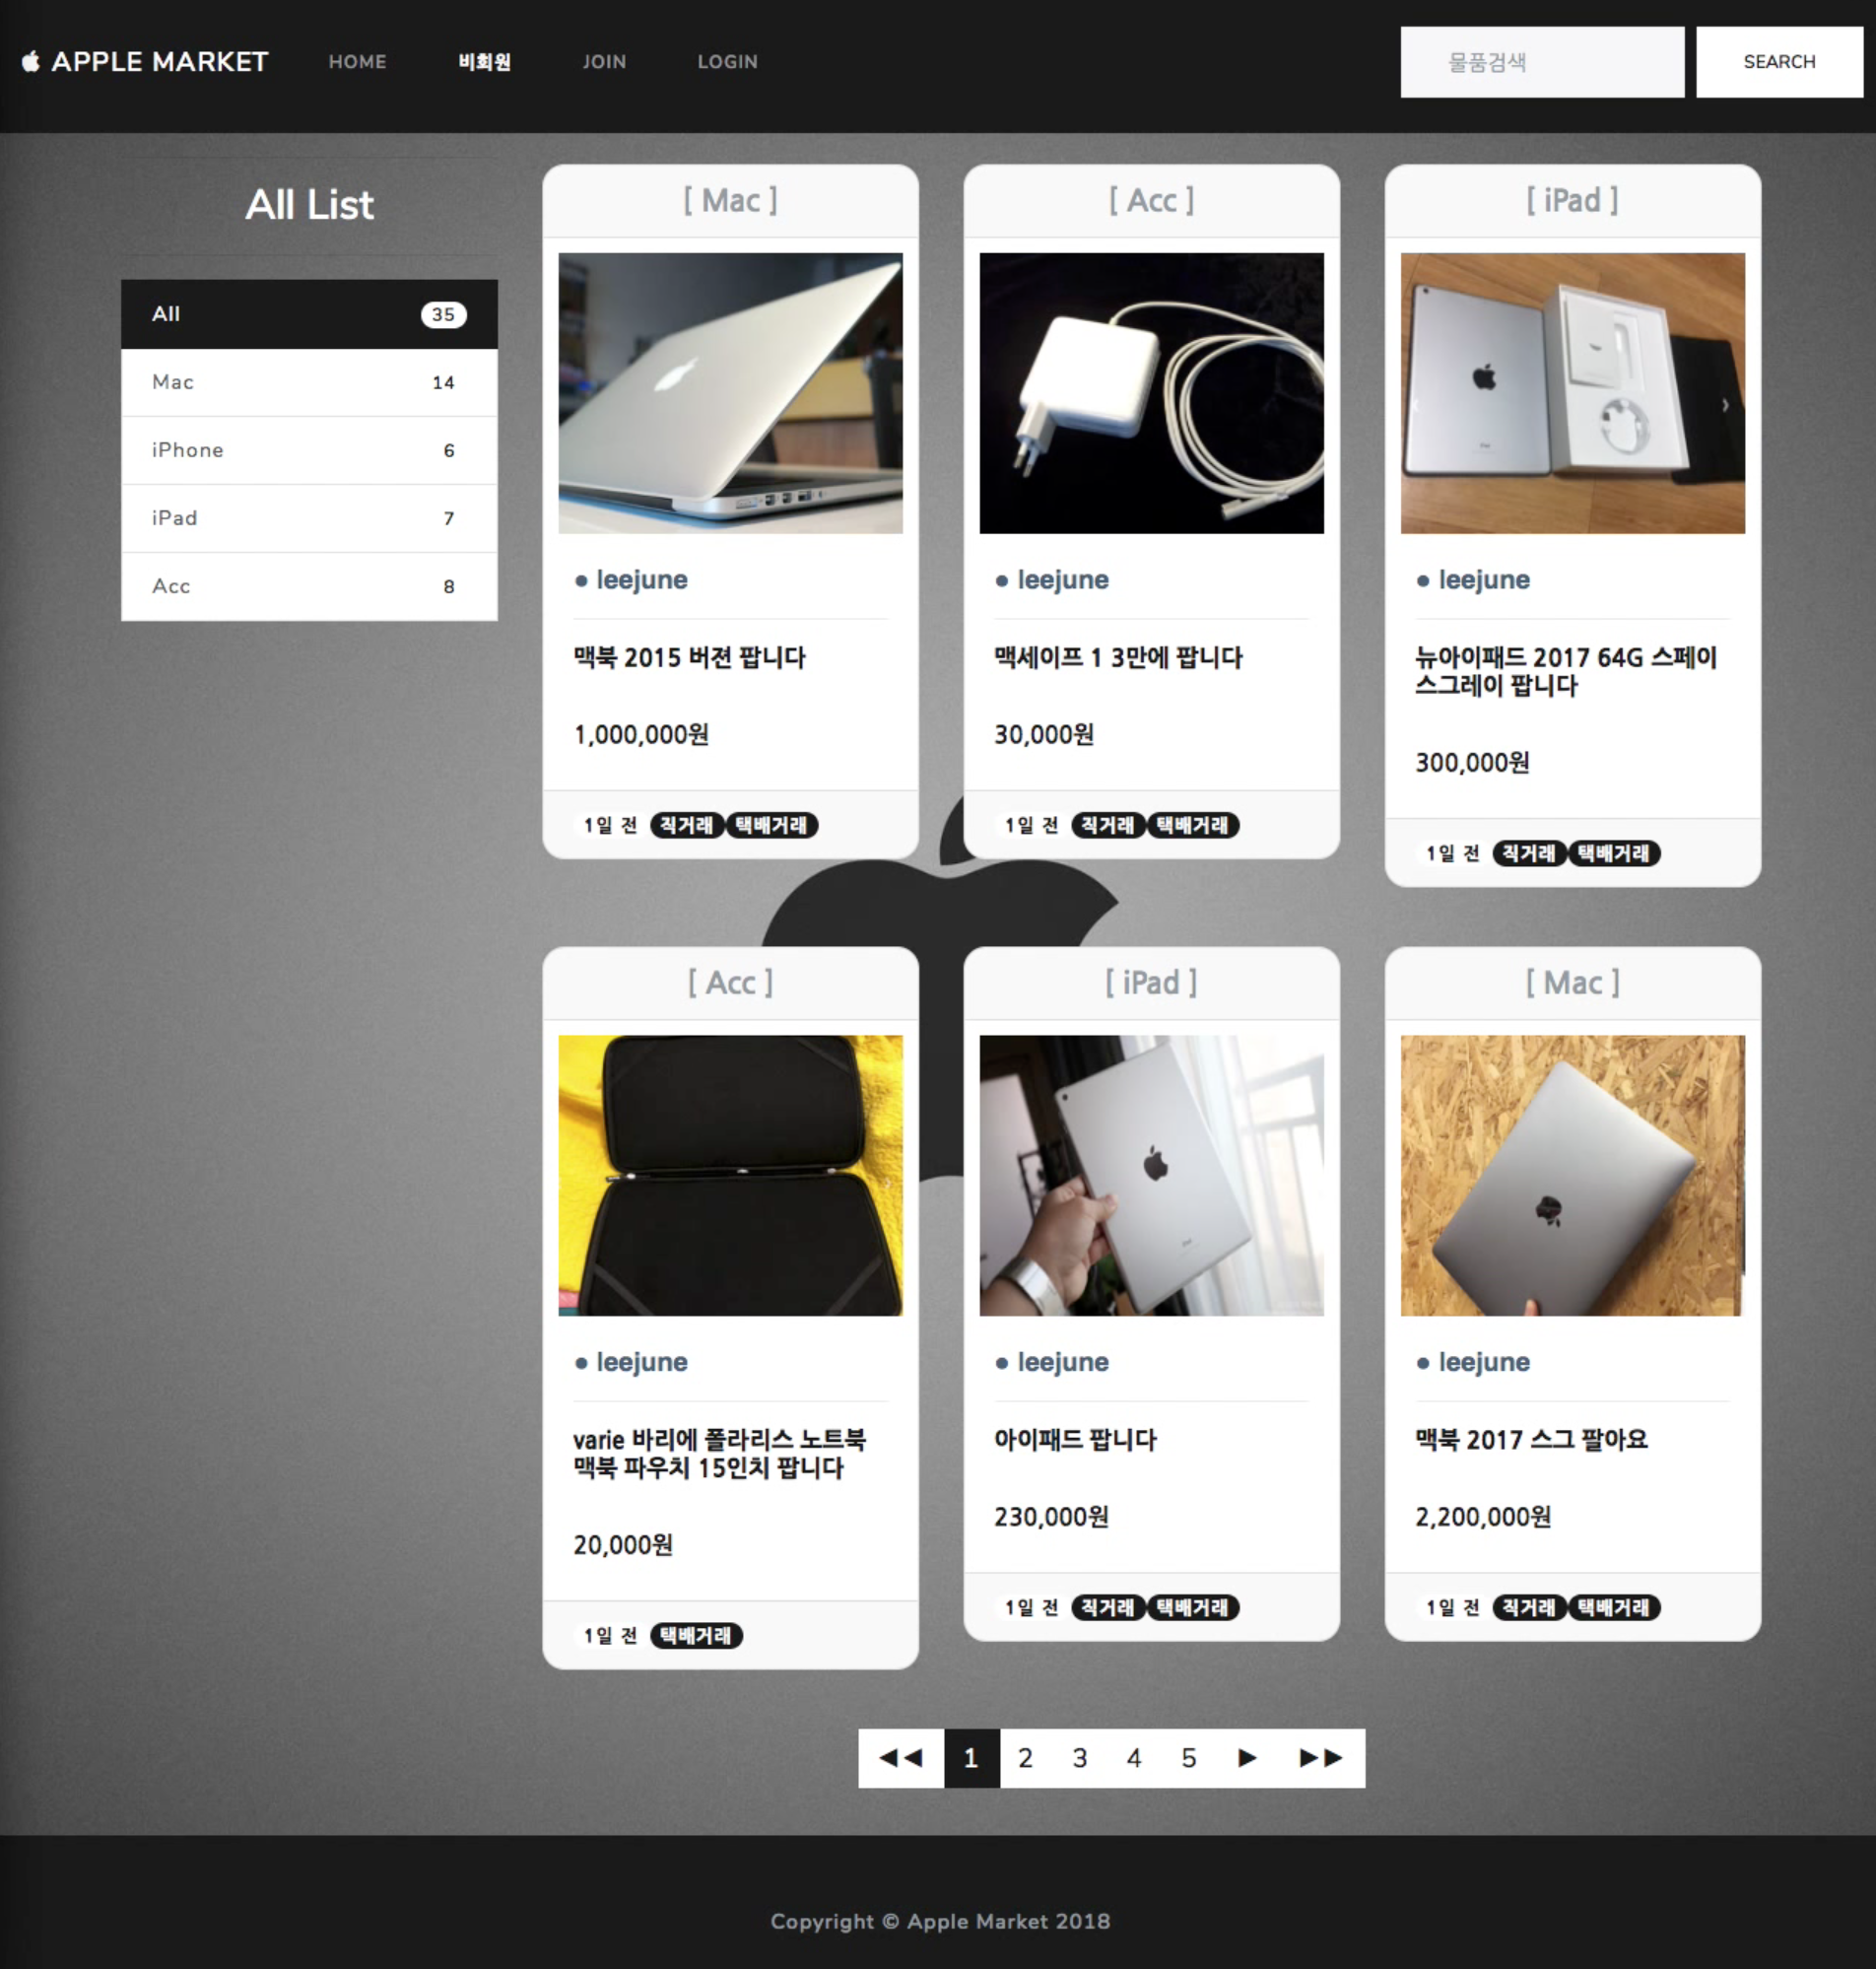 APPLE MARKET
HOME
비회원
JOIN
LOGIN
물품검색
SEARCH
All List
All 35
Mac 14
iPhone 6
iPad 7
Acc 8
[ Mac ]
● leejune
맥북 2015 버젼 팝니다
1,000,000원
1일 전 직거래 택배거래
[ Acc ]
● leejune
맥세이프 1 3만에 팝니다
30,000원
1일 전 직거래 택배거래
[ iPad ]
● leejune
뉴아이패드 2017 64G 스페이
스그레이 팝니다
300,000원
1일 전 직거래 택배거래
[ Acc ]
● leejune
varie 바리에 폴라리스 노트북
맥북 파우치 15인치 팝니다
20,000원
1일 전 택배거래
[ iPad ]
● leejune
아이패드 팝니다
230,000원
1일 전 직거래 택배거래
[ Mac ]
● leejune
맥북 2017 스그 팔아요
2,200,000원
1일 전 직거래 택배거래
◀◀ 1 2 3 4 5 ▶ ▶▶
Copyright © Apple Market 2018